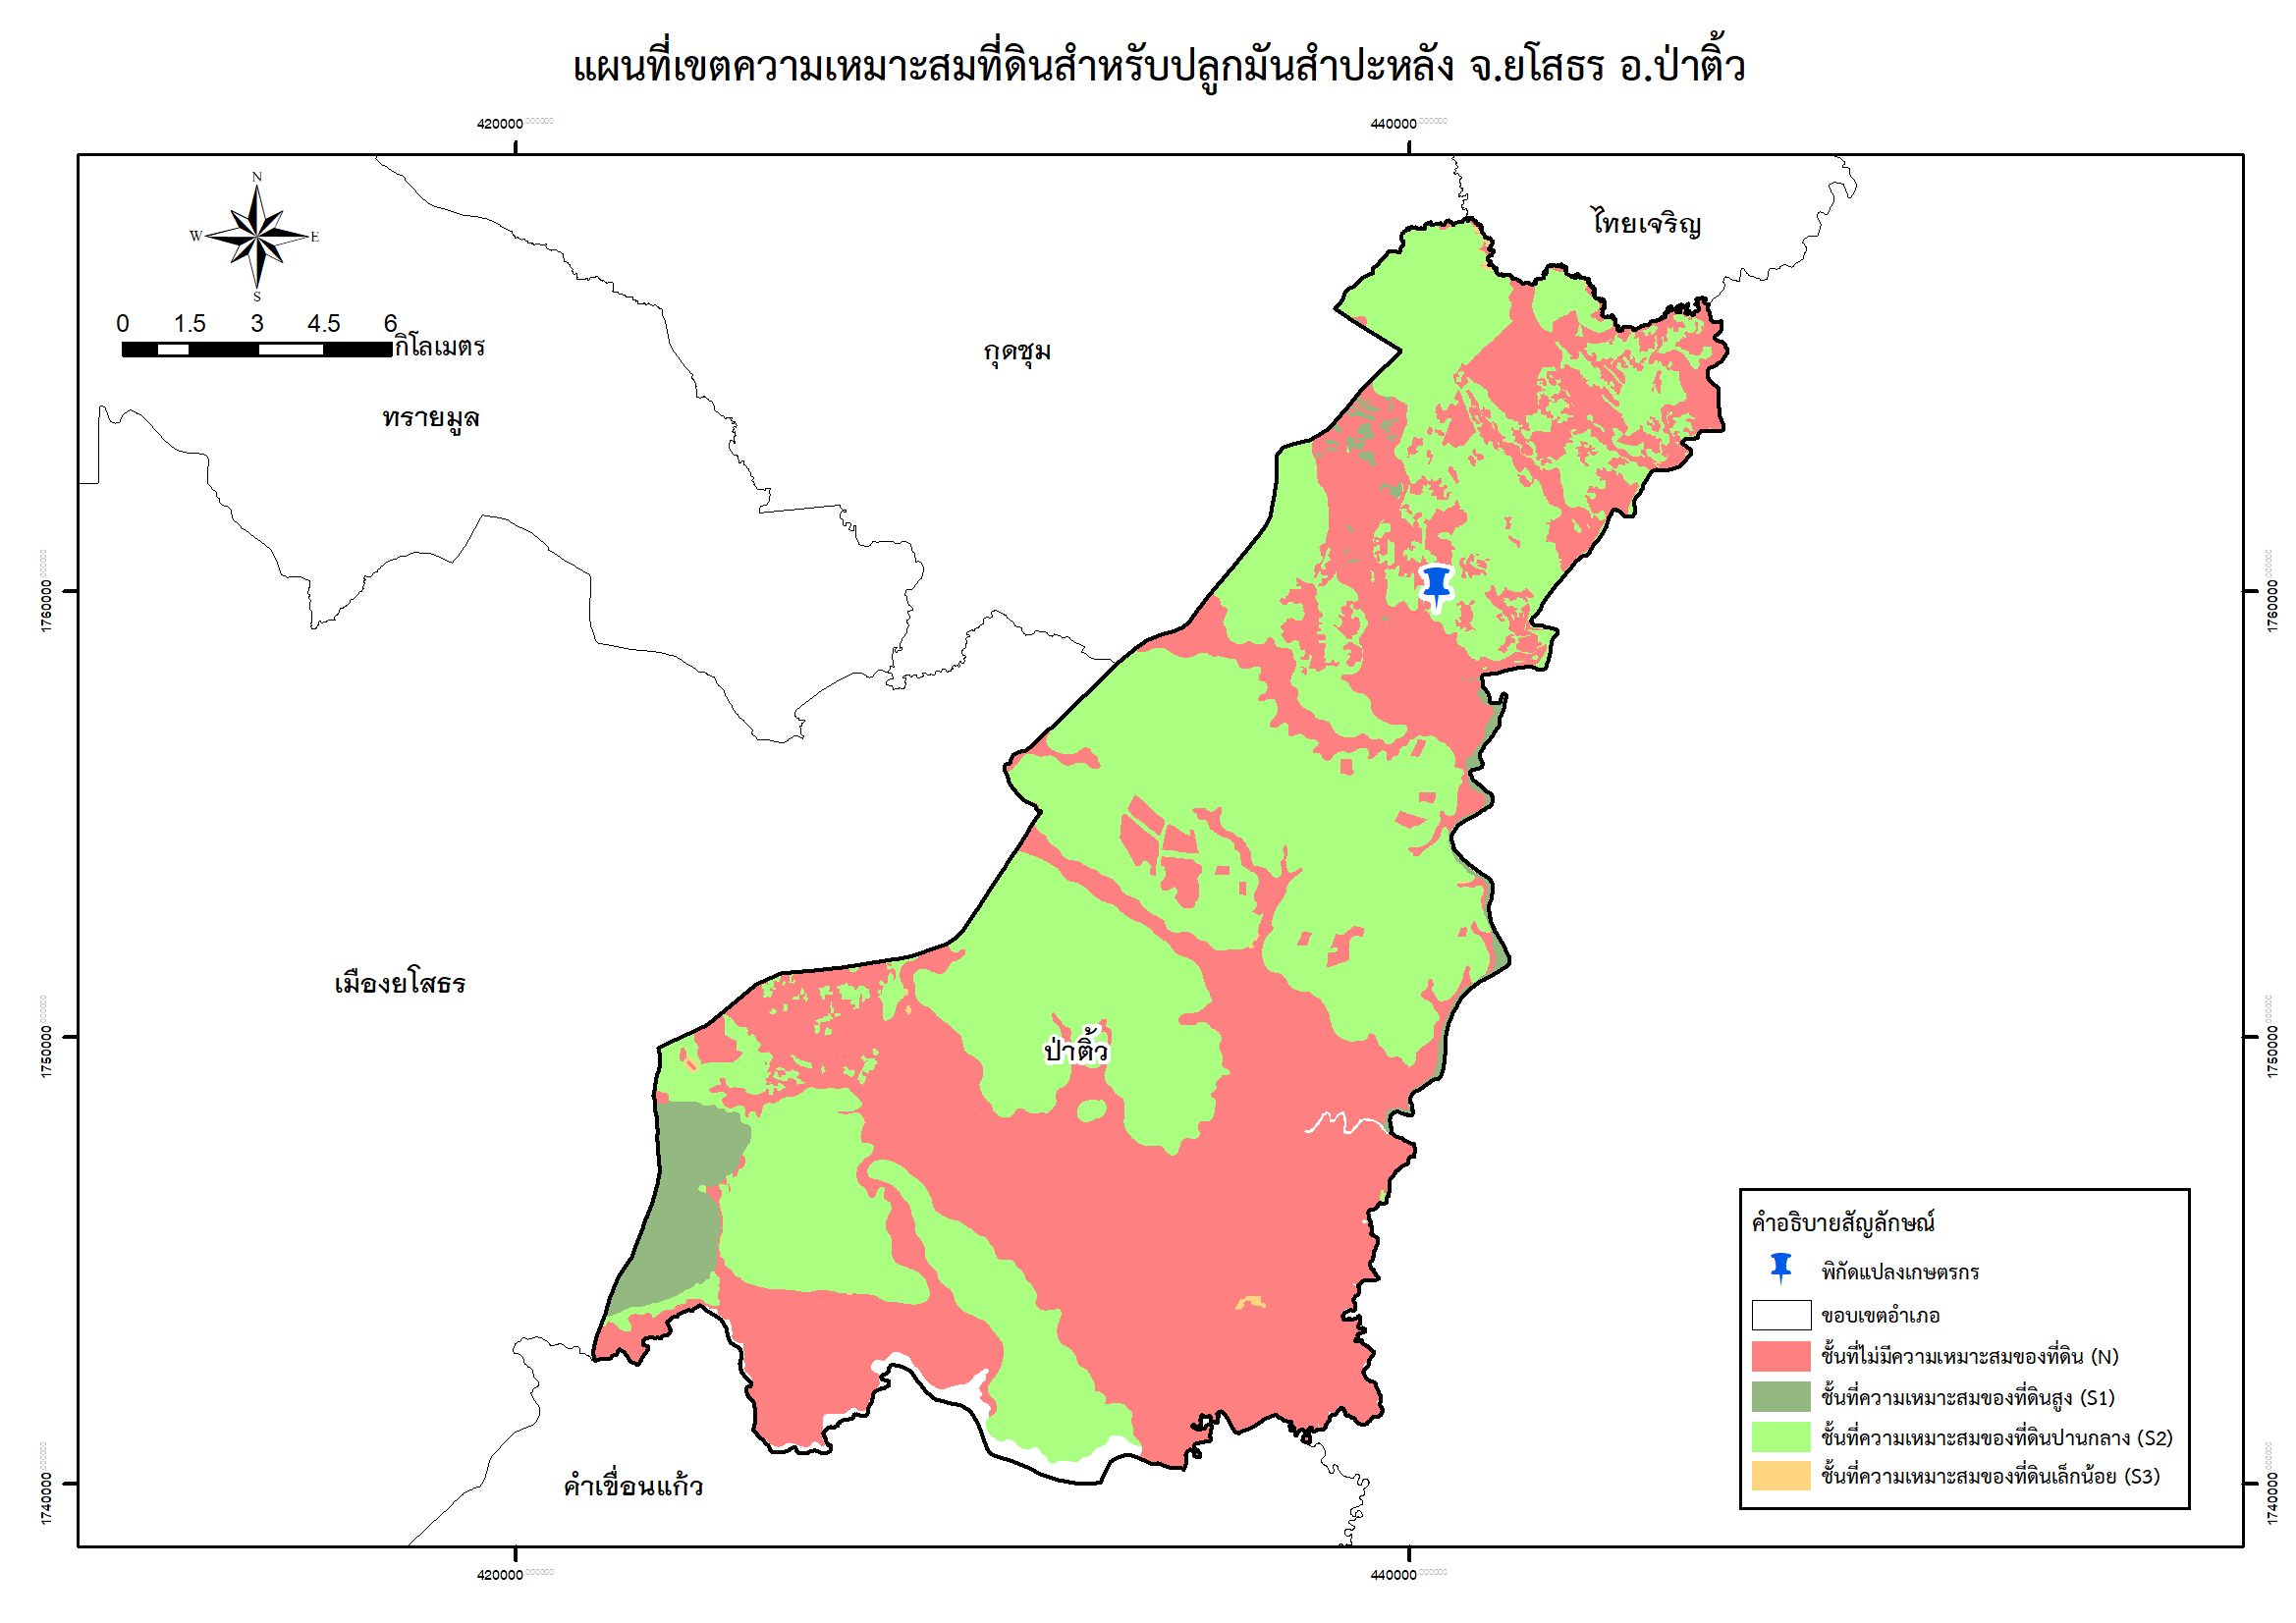 แผนที่เขตความเหมาะสมที่ดินสำหรับปลูกมันสำปะหลัง จ.ยโสธร อ.ป่าติ้ว
420000.000000
440000.000000
N
W
E
S
0 1.5 3 4.5 6
กิโลเมตร
ไทยเจริญ
กุดชุม
ทรายมูล
1760000.000000
1760000.000000
เมืองยโสธร
ป่าติ้ว
1750000.000000
1750000.000000
คำเขื่อนแก้ว
คำอธิบายสัญลักษณ์
พิกัดแปลงเกษตรกร
ขอบเขตอำเภอ
ชั้นที่ไม่มีความเหมาะสมของที่ดิน (N)
ชั้นที่ความเหมาะสมของที่ดินสูง (S1)
ชั้นที่ความเหมาะสมของที่ดินปานกลาง (S2)
ชั้นที่ความเหมาะสมของที่ดินเล็กน้อย (S3)
1740000.000000
1740000.000000
420000.000000
440000.000000